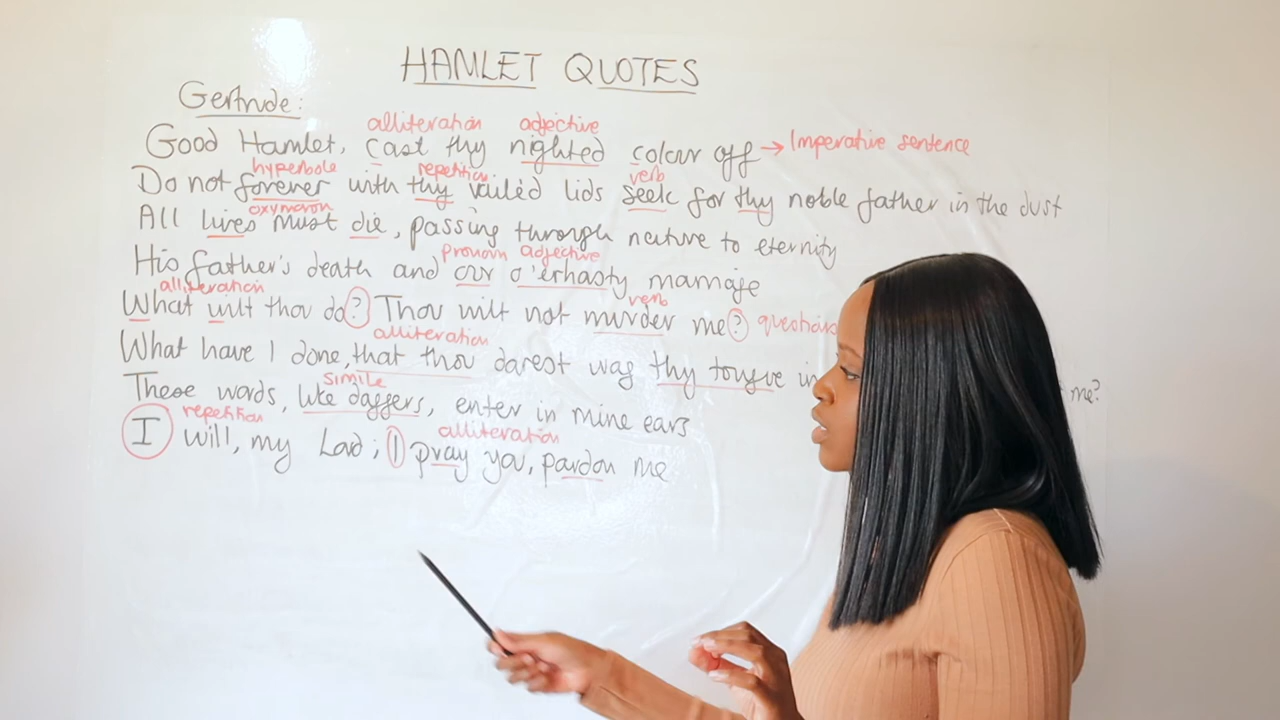 HAMLET QUOTES
Gertrude:
alliteration adjective
Good Hamlet, cast thy nighted colour off → Imperative sentence
hyperbole repetition verb
Do not forever with thy vailèd lids seek for thy noble father in the dust
oxymoron
All lives must die, passing through nature to eternity
pronoun adjective
His father's death and our o'erhasty marriage
alliteration verb
What wilt thou do? Thou wilt not murder me? questions
alliteration
What have I done, that thou darest wag thy tongue in me?
simile
These words, like daggers, enter in mine ears
repetition alliteration
I will, my Lord; I pray you, pardon me